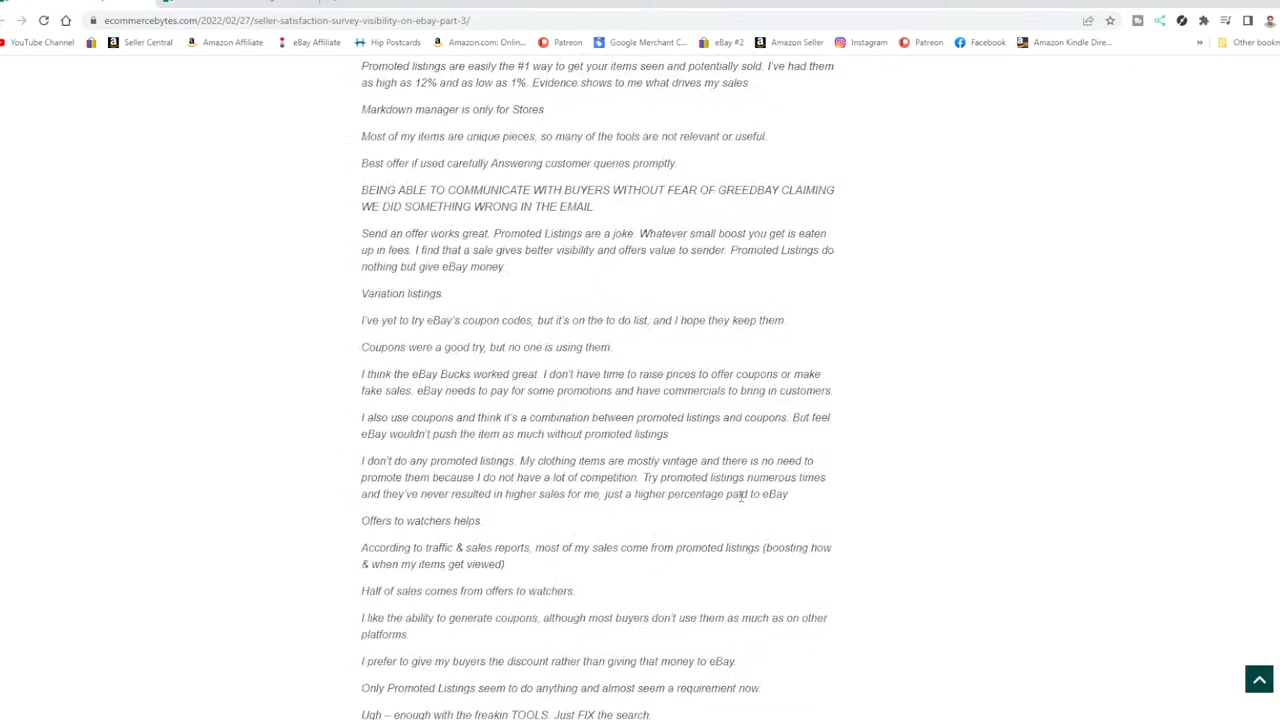 ecommercebytes.com/2022/02/27/seller-satisfaction-survey-visibility-on-ebay-part-3/
YouTube Channel Seller Central Amazon Affiliate eBay Affiliate Hip Postcards Amazon.com: Onlin... Patreon Google Merchant C... eBay #2 Amazon Seller Instagram Patreon Facebook Amazon Kindle Dire... » Other bookm
Promoted listings are easily the #1 way to get your items seen and potentially sold. I've had them
as high as 12% and as low as 1%. Evidence shows to me what drives my sales
Markdown manager is only for Stores
Most of my items are unique pieces, so many of the tools are not relevant or useful.
Best offer if used carefully Answering customer queries promptly.
BEING ABLE TO COMMUNICATE WITH BUYERS WITHOUT FEAR OF GREEDBAY CLAIMING
WE DID SOMETHING WRONG IN THE EMAIL.
Send an offer works great. Promoted Listings are a joke. Whatever small boost you get is eaten
up in fees. I find that a sale gives better visibility and offers value to sender. Promoted Listings do
nothing but give eBay money.
Variation listings.
I've yet to try eBay's coupon codes, but it's on the to do list, and I hope they keep them.
Coupons were a good try, but no one is using them.
I think the eBay Bucks worked great. I don't have time to raise prices to offer coupons or make
fake sales. eBay needs to pay for some promotions and have commercials to bring in customers.
I also use coupons and think it's a combination between promoted listings and coupons. But feel
eBay wouldn't push the item as much without promoted listings
I don't do any promoted listings. My clothing items are mostly vintage and there is no need to
promote them because I do not have a lot of competition. Try promoted listings numerous times
and they've never resulted in higher sales for me, just a higher percentage paid to eBay
Offers to watchers helps.
According to traffic & sales reports, most of my sales come from promoted listings (boosting how
& when my items get viewed)
Half of sales comes from offers to watchers.
I like the ability to generate coupons, although most buyers don't use them as much as on other
platforms.
I prefer to give my buyers the discount rather than giving that money to eBay.
Only Promoted Listings seem to do anything and almost seem a requirement now.
Ugh – enough with the freakin TOOLS. Just FIX the search.